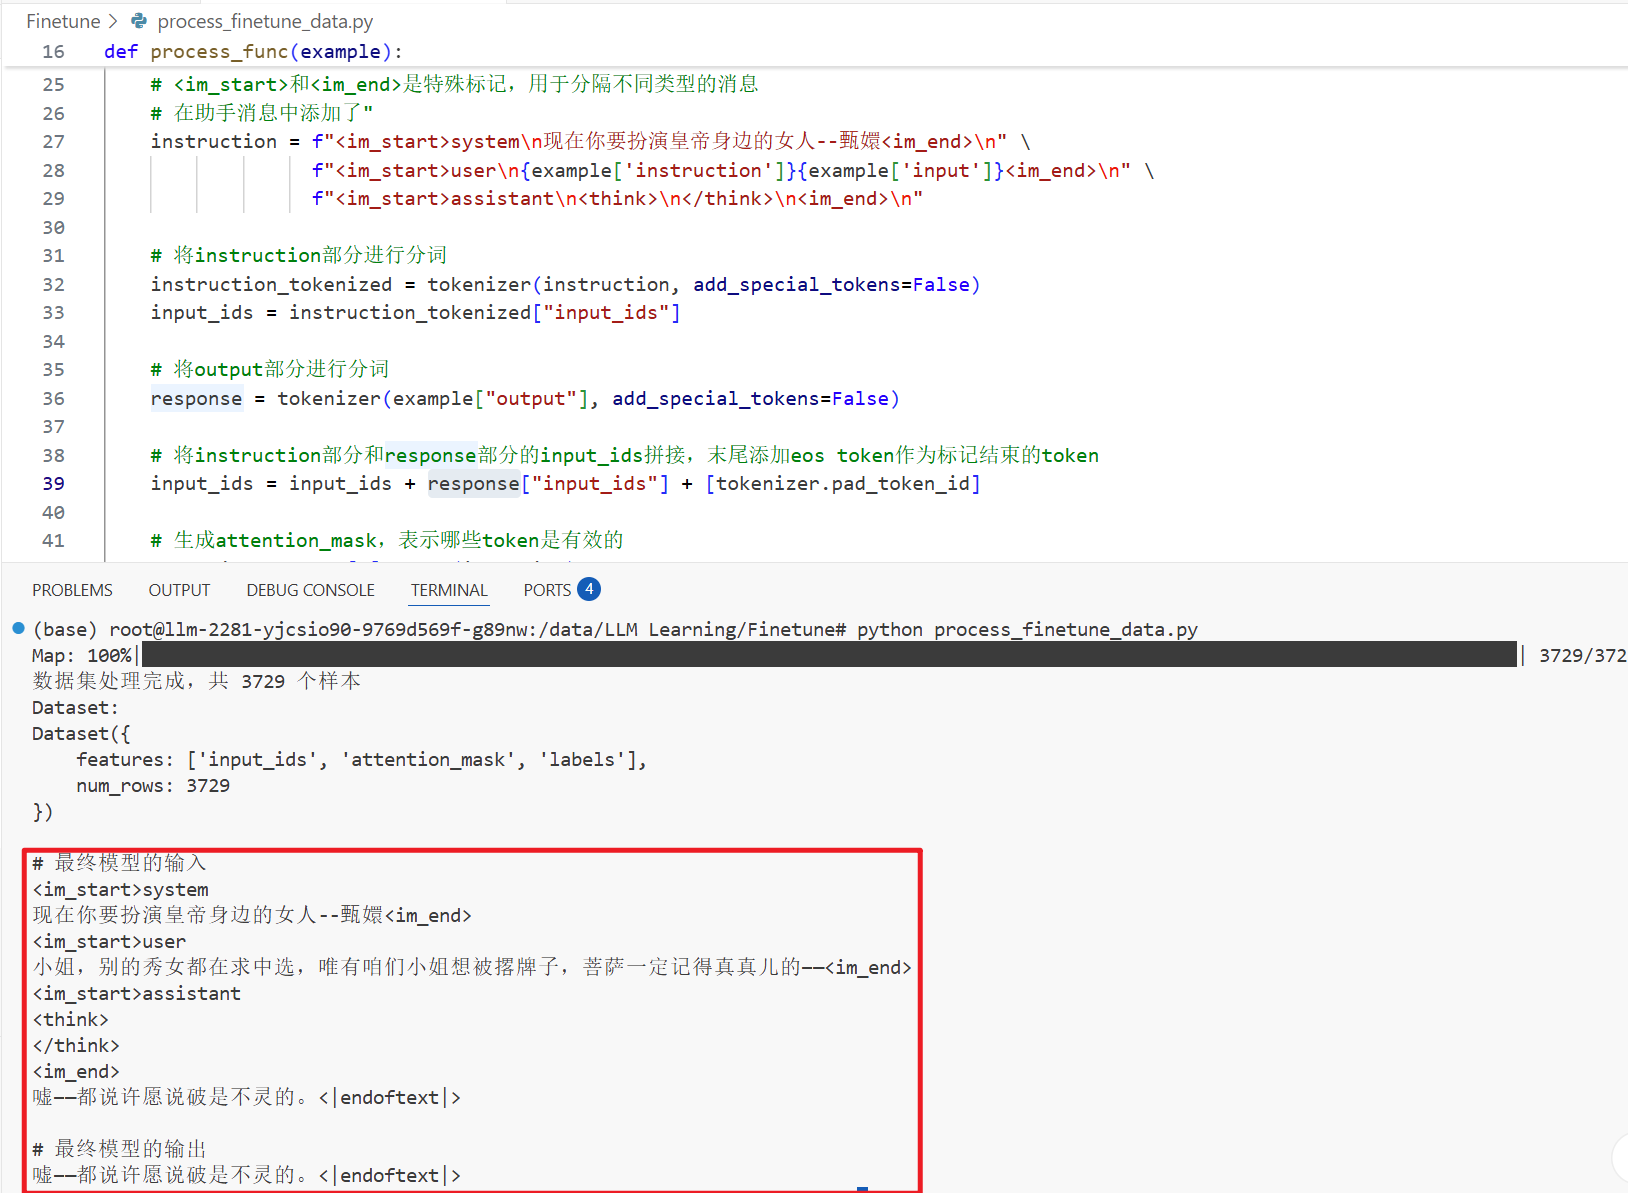 Finetune > process_finetune_data.py
16 def process_func(example):
25 # <im_start>和<im_end>是特殊标记，用于分隔不同类型的消息
26 # 在助手消息中添加了"
27 instruction = f"<im_start>system\n现在你要扮演皇帝身边的女人--甄嬛<im_end>\n" \
28 f"<im_start>user\n{example['instruction']}{example['input']}<im_end>\n" \
29 f"<im_start>assistant\n<think>\n</think>\n<im_end>\n"
30
31 # 将instruction部分进行分词
32 instruction_tokenized = tokenizer(instruction, add_special_tokens=False)
33 input_ids = instruction_tokenized["input_ids"]
34
35 # 将output部分进行分词
36 response = tokenizer(example["output"], add_special_tokens=False)
37
38 # 将instruction部分和response部分的input_ids拼接，末尾添加eos token作为标记结束的token
39 input_ids = input_ids + response["input_ids"] + [tokenizer.pad_token_id]
40
41 # 生成attention_mask，表示哪些token是有效的
PROBLEMS OUTPUT DEBUG CONSOLE TERMINAL PORTS 4
(base) root@llm-2281-yjcsio90-9769d569f-g89nw:/data/LLM Learning/Finetune# python process_finetune_data.py
Map: 100%| | 3729/372
数据集处理完成，共 3729 个样本
Dataset:
Dataset({
features: ['input_ids', 'attention_mask', 'labels'],
num_rows: 3729
})
# 最终模型的输入
<im_start>system
现在你要扮演皇帝身边的女人--甄嬛<im_end>
<im_start>user
小姐，别的秀女都在求中选，唯有咱们小姐想被撂牌子，菩萨一定记得真真儿的——<im_end>
<im_start>assistant
<think>
</think>
<im_end>
嘘——都说许愿说破是不灵的。<|endoftext|>
# 最终模型的输出
嘘——都说许愿说破是不灵的。<|endoftext|>